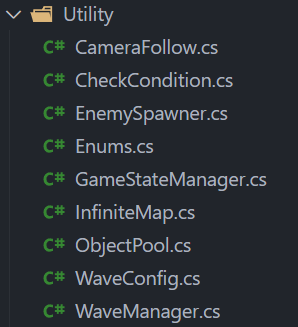 Utility
C# CameraFollow.cs
C# CheckCondition.cs
C# EnemySpawner.cs
C# Enums.cs
C# GameStateManager.cs
C# InfiniteMap.cs
C# ObjectPool.cs
C# WaveConfig.cs
C# WaveManager.cs